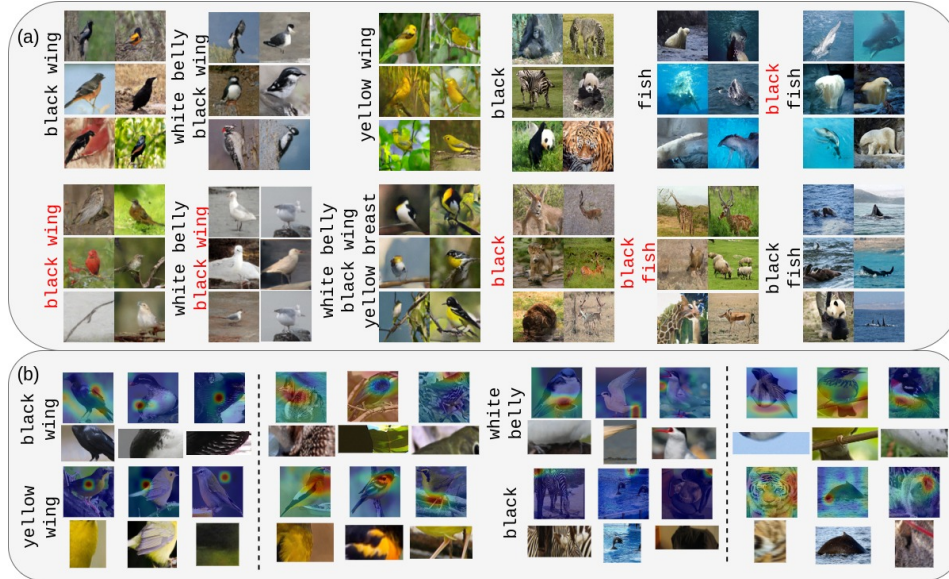 (a)
black wing
white belly
black wing
yellow wing
black
fish
black
fish
black wing
white belly
black wing
white belly
black wing
yellow breast
black
black
fish
black
fish
(b)
black
wing
white
belly
yellow
wing
black